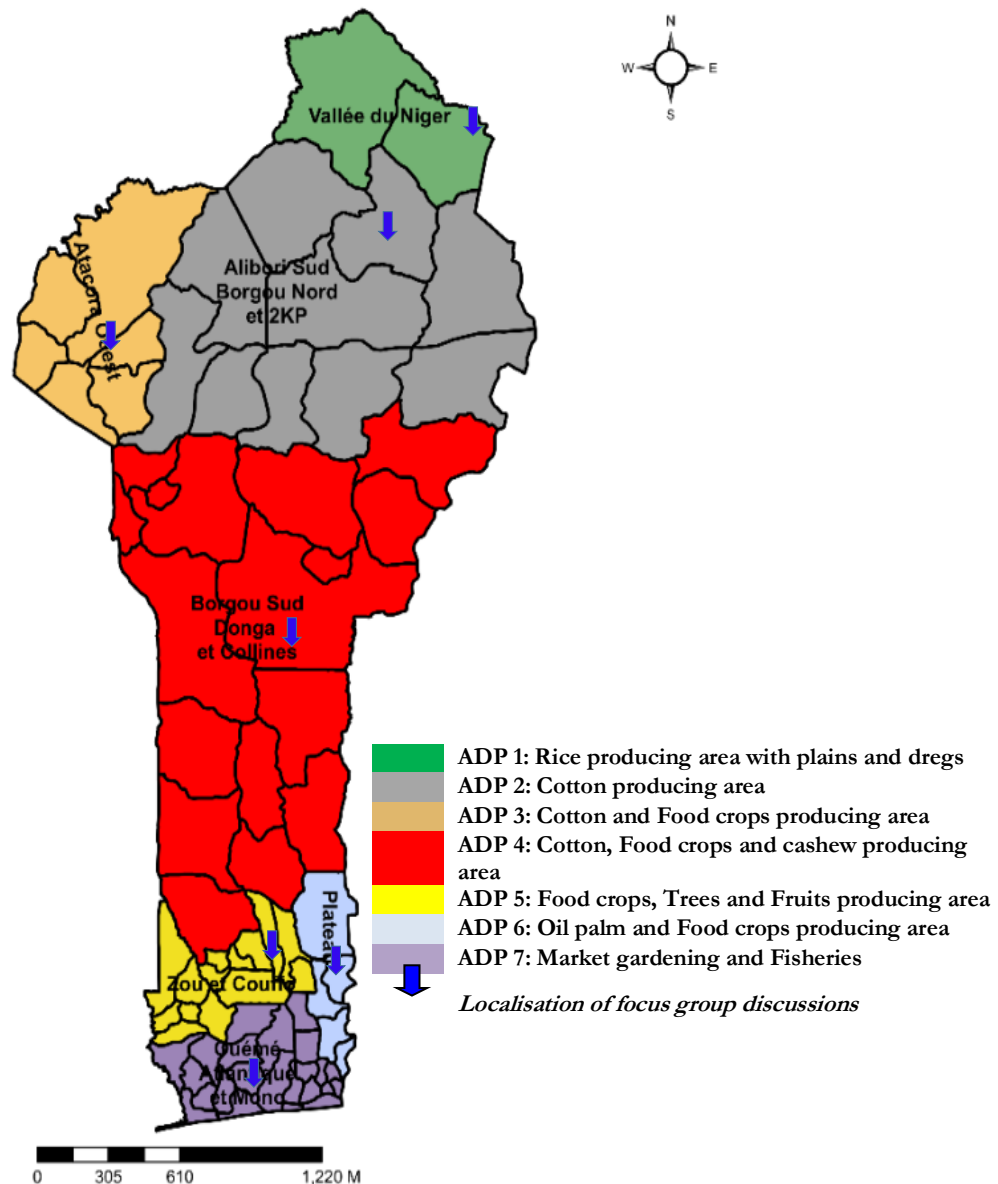 N
W
E
S
Vallée du Niger
Alibori Sud
Borgou Nord
et 2KP
Atacora Ouest
Borgou Sud
Donga
et Collines
Plateau
Zou et Couffo
Ouémé
Atlantique
et Mono
ADP 1: Rice producing area with plains and dregs
ADP 2: Cotton producing area
ADP 3: Cotton and Food crops producing area
ADP 4: Cotton, Food crops and cashew producing
area
ADP 5: Food crops, Trees and Fruits producing area
ADP 6: Oil palm and Food crops producing area
ADP 7: Market gardening and Fisheries
Localisation of focus group discussions
0 305 610 1,220 M